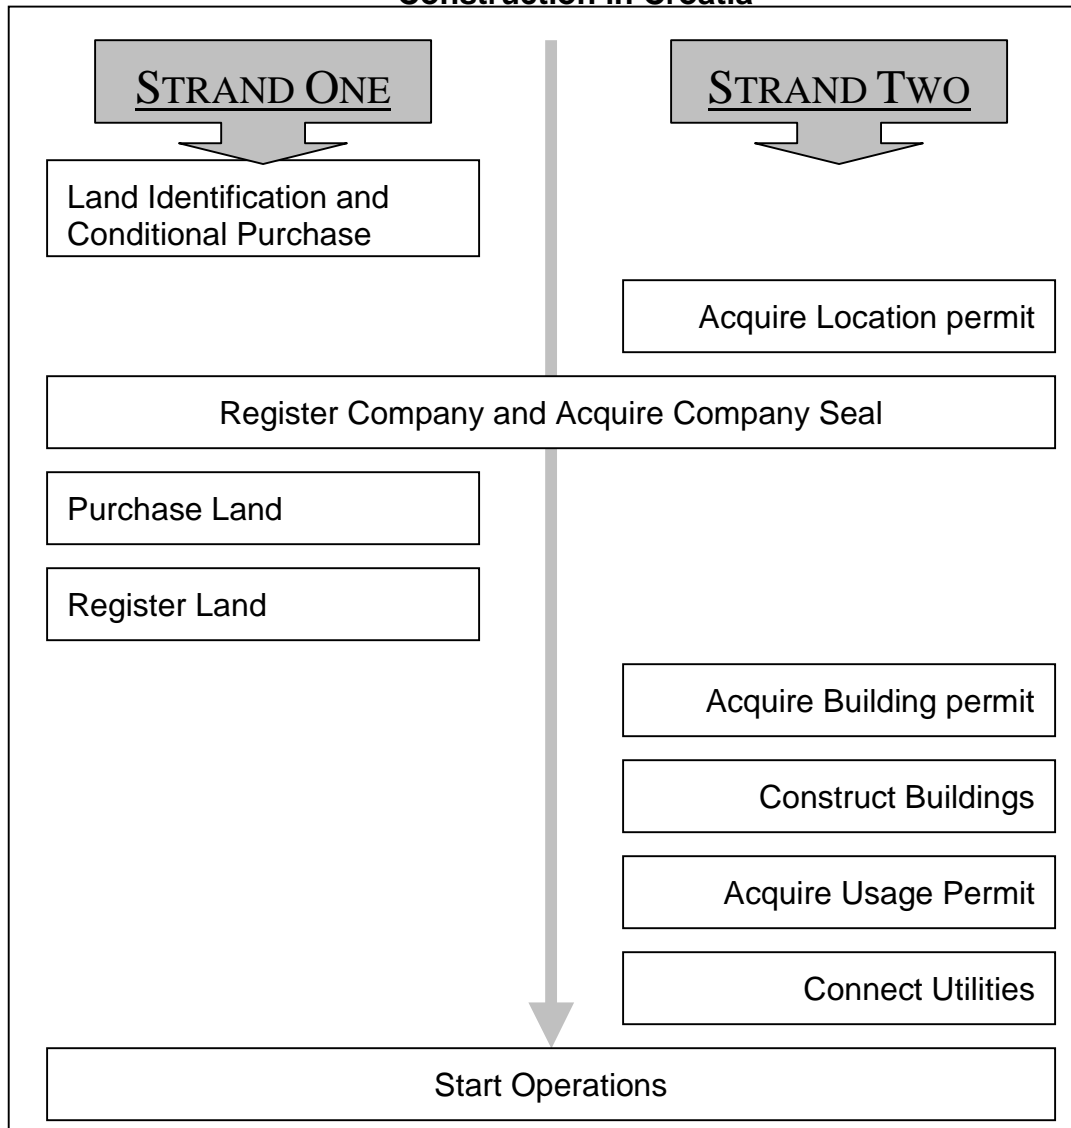 Construction in Croatia
STRAND ONE
STRAND TWO
Land Identification and
Conditional Purchase
Acquire Location permit
Register Company and Acquire Company Seal
Purchase Land
Register Land
Acquire Building permit
Construct Buildings
Acquire Usage Permit
Connect Utilities
Start Operations